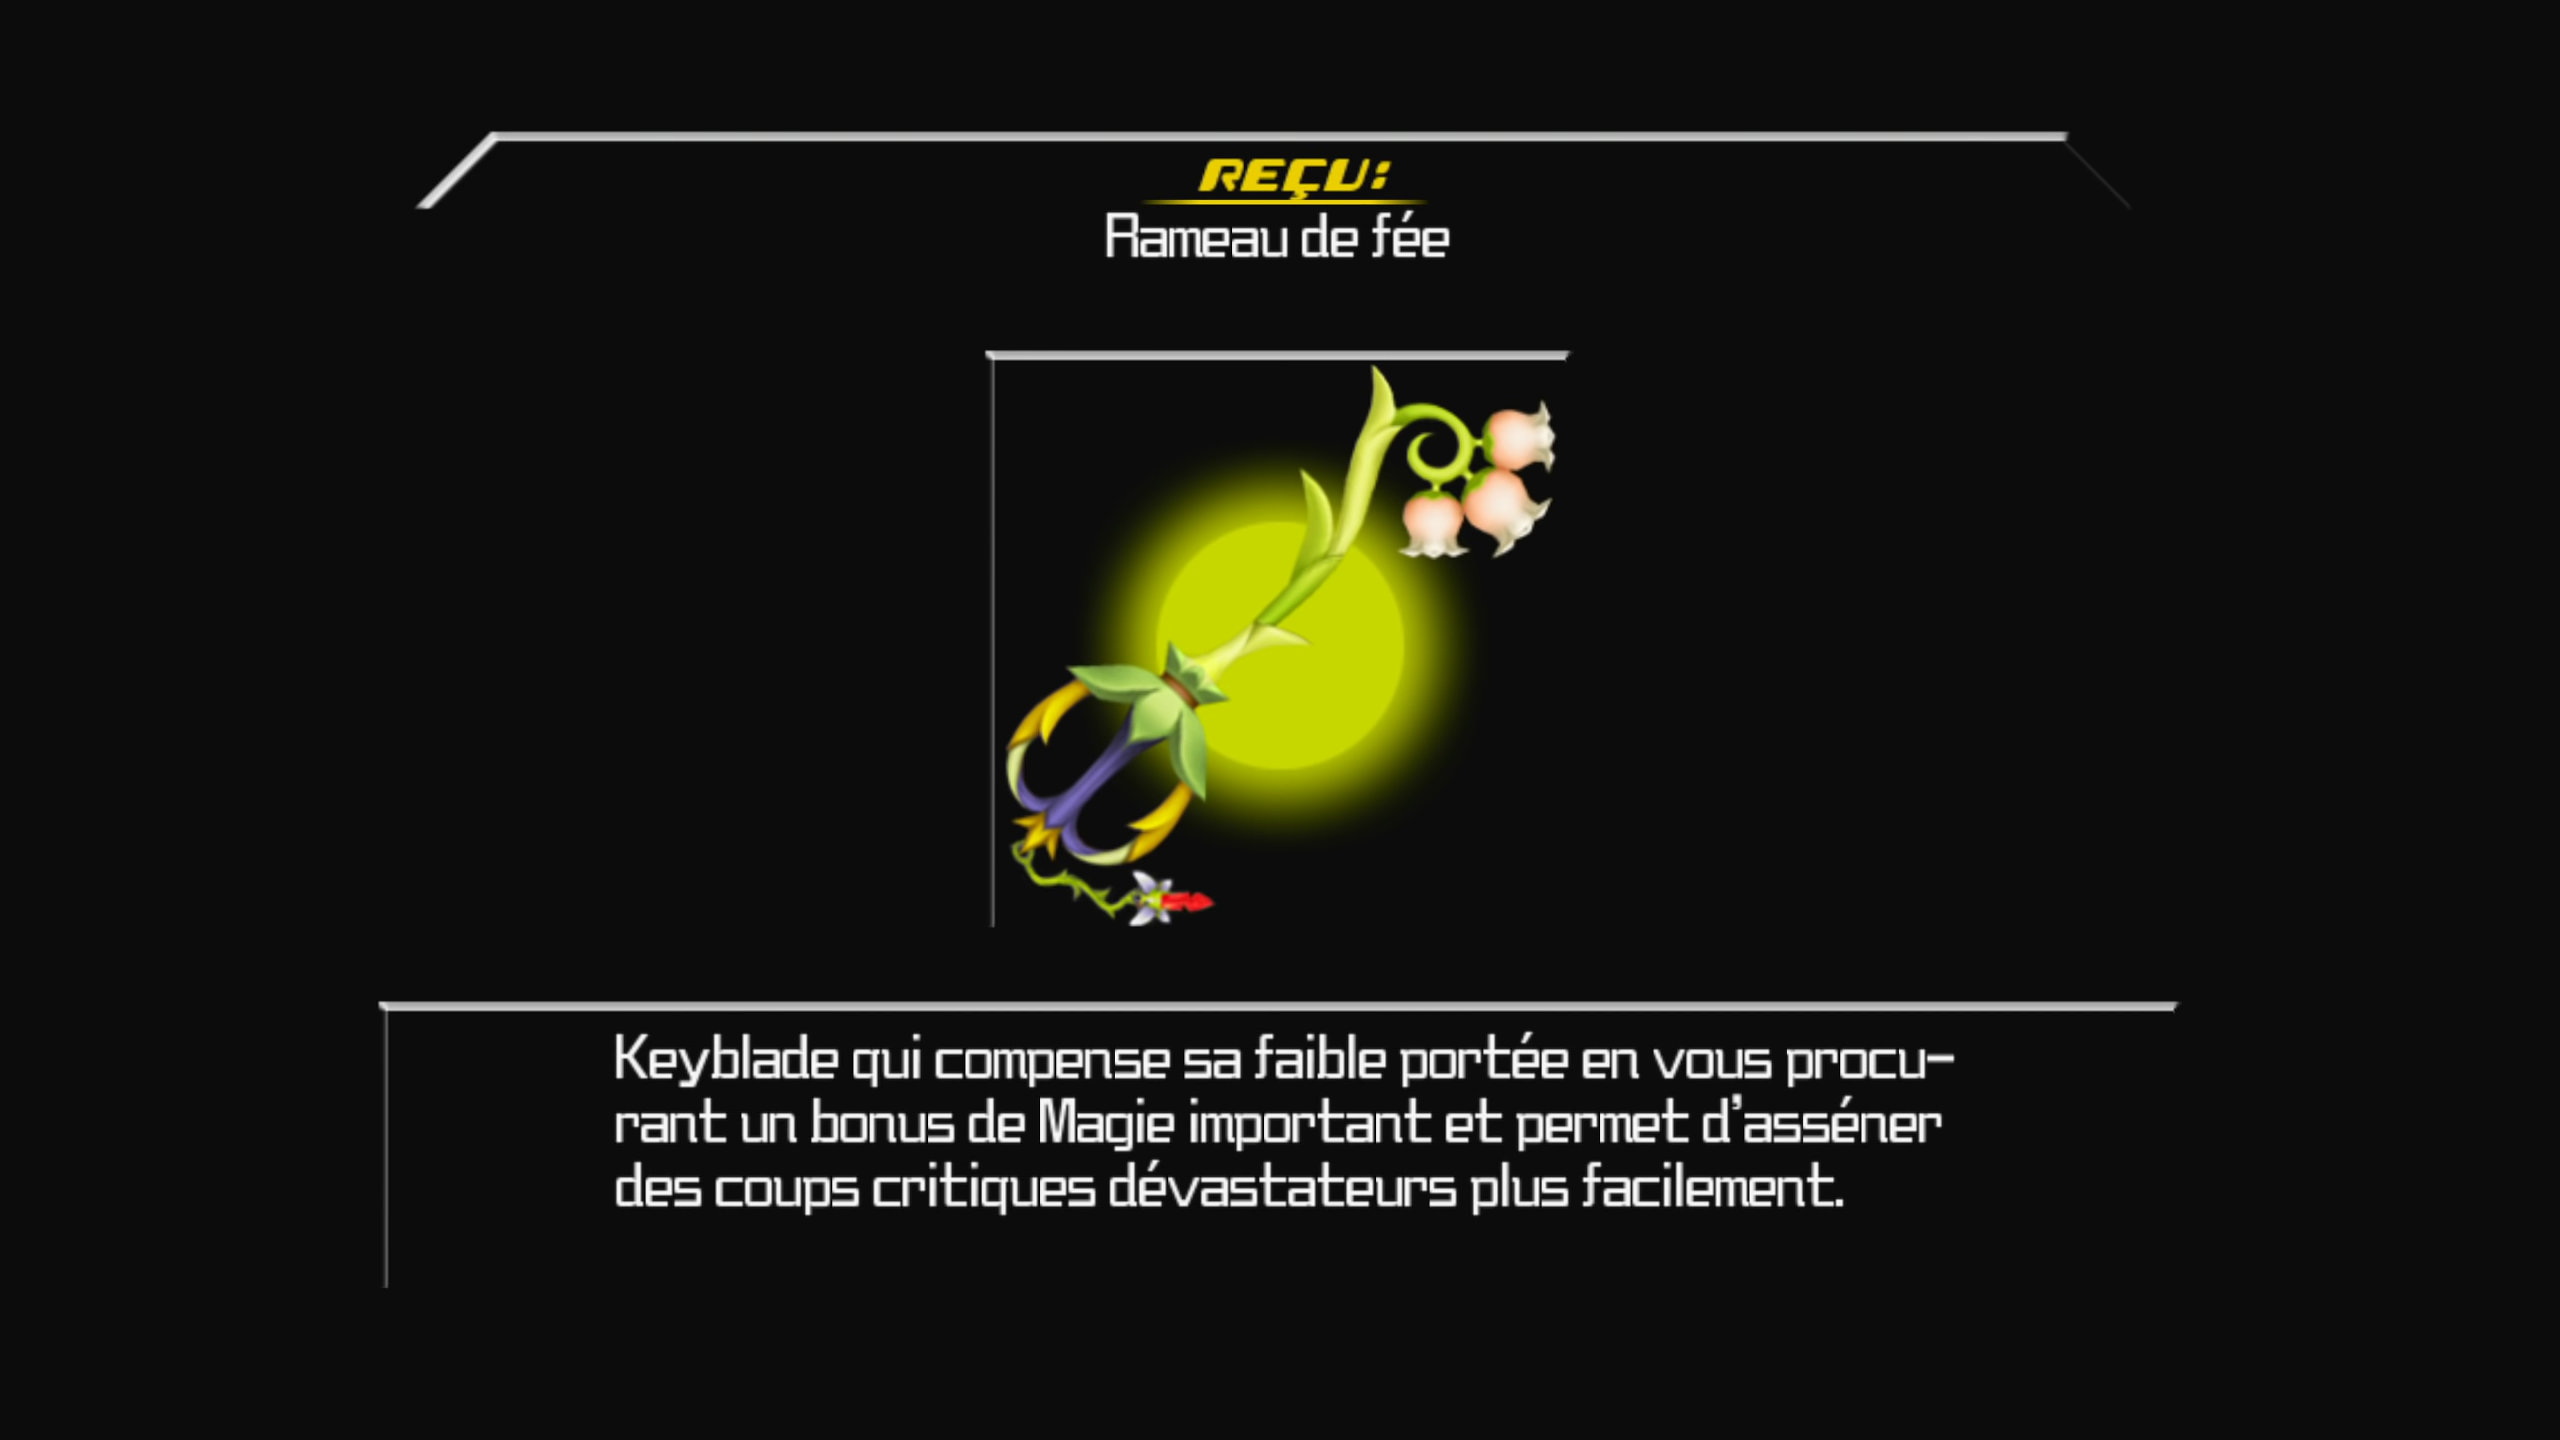 REÇU:
Rameau de fée
Keyblade qui compense sa faible portée en vous procu-
rant un bonus de Magie important et permet d'asséner
des coups critiques dévastateurs plus facilement.